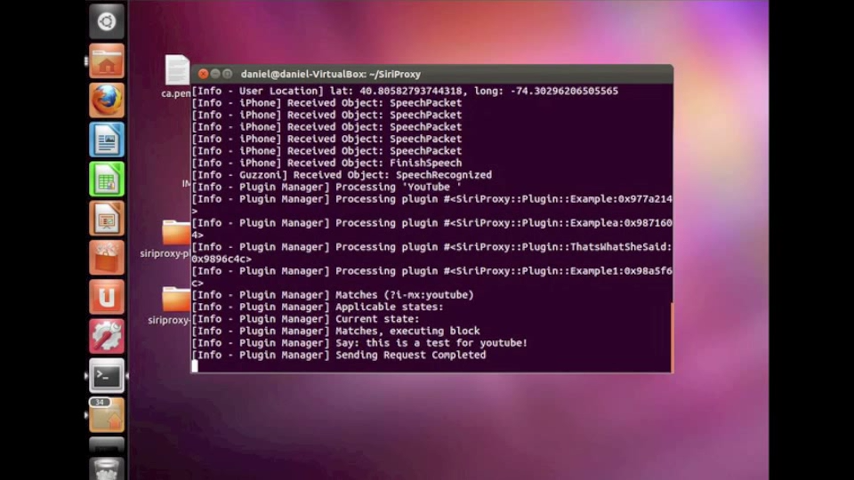 daniel@daniel-VirtualBox: ~/SiriProxy
[Info - User Location] lat: 40.80582793744318, long: -74.30296206505565
[Info - iPhone] Received Object: SpeechPacket
[Info - iPhone] Received Object: SpeechPacket
[Info - iPhone] Received Object: SpeechPacket
[Info - iPhone] Received Object: SpeechPacket
[Info - iPhone] Received Object: SpeechPacket
[Info - iPhone] Received Object: FinishSpeech
[Info - Guzzoni] Received Object: SpeechRecognized
[Info - Plugin Manager] Processing 'YouTube '
[Info - Plugin Manager] Processing plugin #<SiriProxy::Plugin::Example:0x977a214
>
[Info - Plugin Manager] Processing plugin #<SiriProxy::Plugin::Examplea:0x987160
4>
[Info - Plugin Manager] Processing plugin #<SiriProxy::Plugin::ThatsWhatSheSaid:
0x9896c4c>
[Info - Plugin Manager] Processing plugin #<SiriProxy::Plugin::Example1:0x98a5f6
c>
[Info - Plugin Manager] Matches (?i-mx:youtube)
[Info - Plugin Manager] Applicable states:
[Info - Plugin Manager] Current state:
[Info - Plugin Manager] Matches, executing block
[Info - Plugin Manager] Say: this is a test for youtube!
[Info - Plugin Manager] Sending Request Completed
ca.pem
siriproxy-p
siriproxy-
34